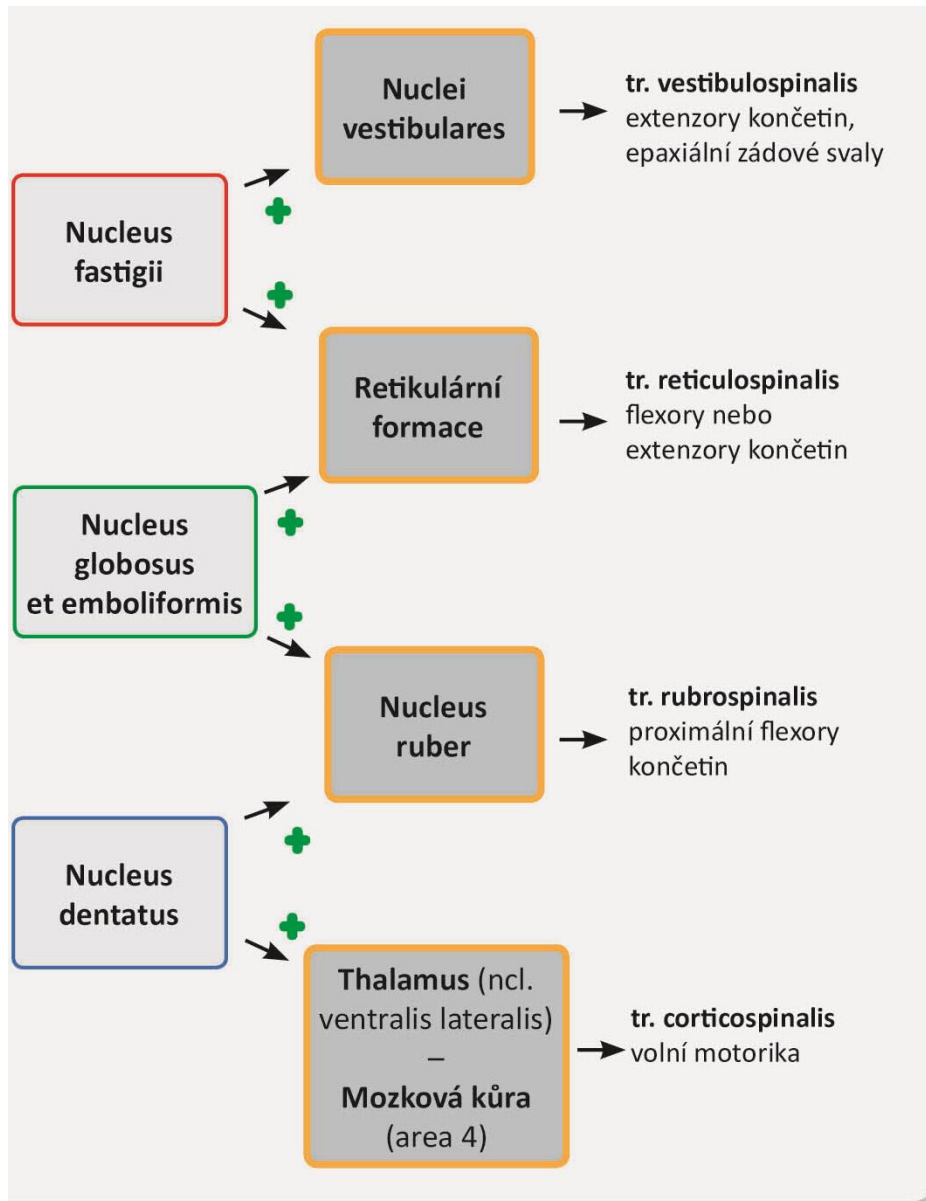 Nuclei
vestibulares
tr. vestibulospinalis
extenzory končetin,
epaxiální zádové svaly
Nucleus
fastigii
Retikulární
formace
tr. reticulospinalis
flexory nebo
extenzory končetin
Nucleus
globosus
et emboliformis
Nucleus
ruber
tr. rubrospinalis
proximální flexory
končetin
Nucleus
dentatus
Thalamus (ncl.
ventralis lateralis)
–
Mozková kůra
(area 4)
tr. corticospinalis
volní motorika